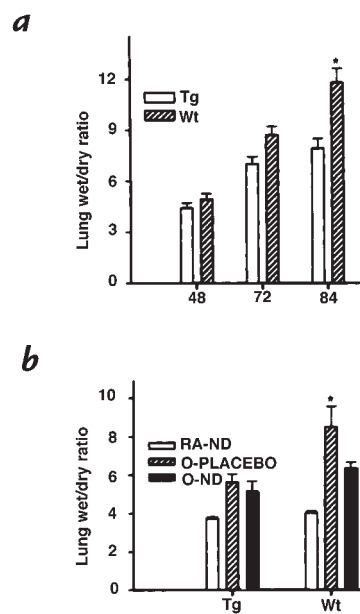 a
Lung wet/dry ratio
12
9
6
3
0
Tg
Wt
*
48
72
84
b
Lung wet/dry ratio
10
8
6
4
2
0
RA-ND
O-PLACEBO
O-ND
*
Tg
Wt